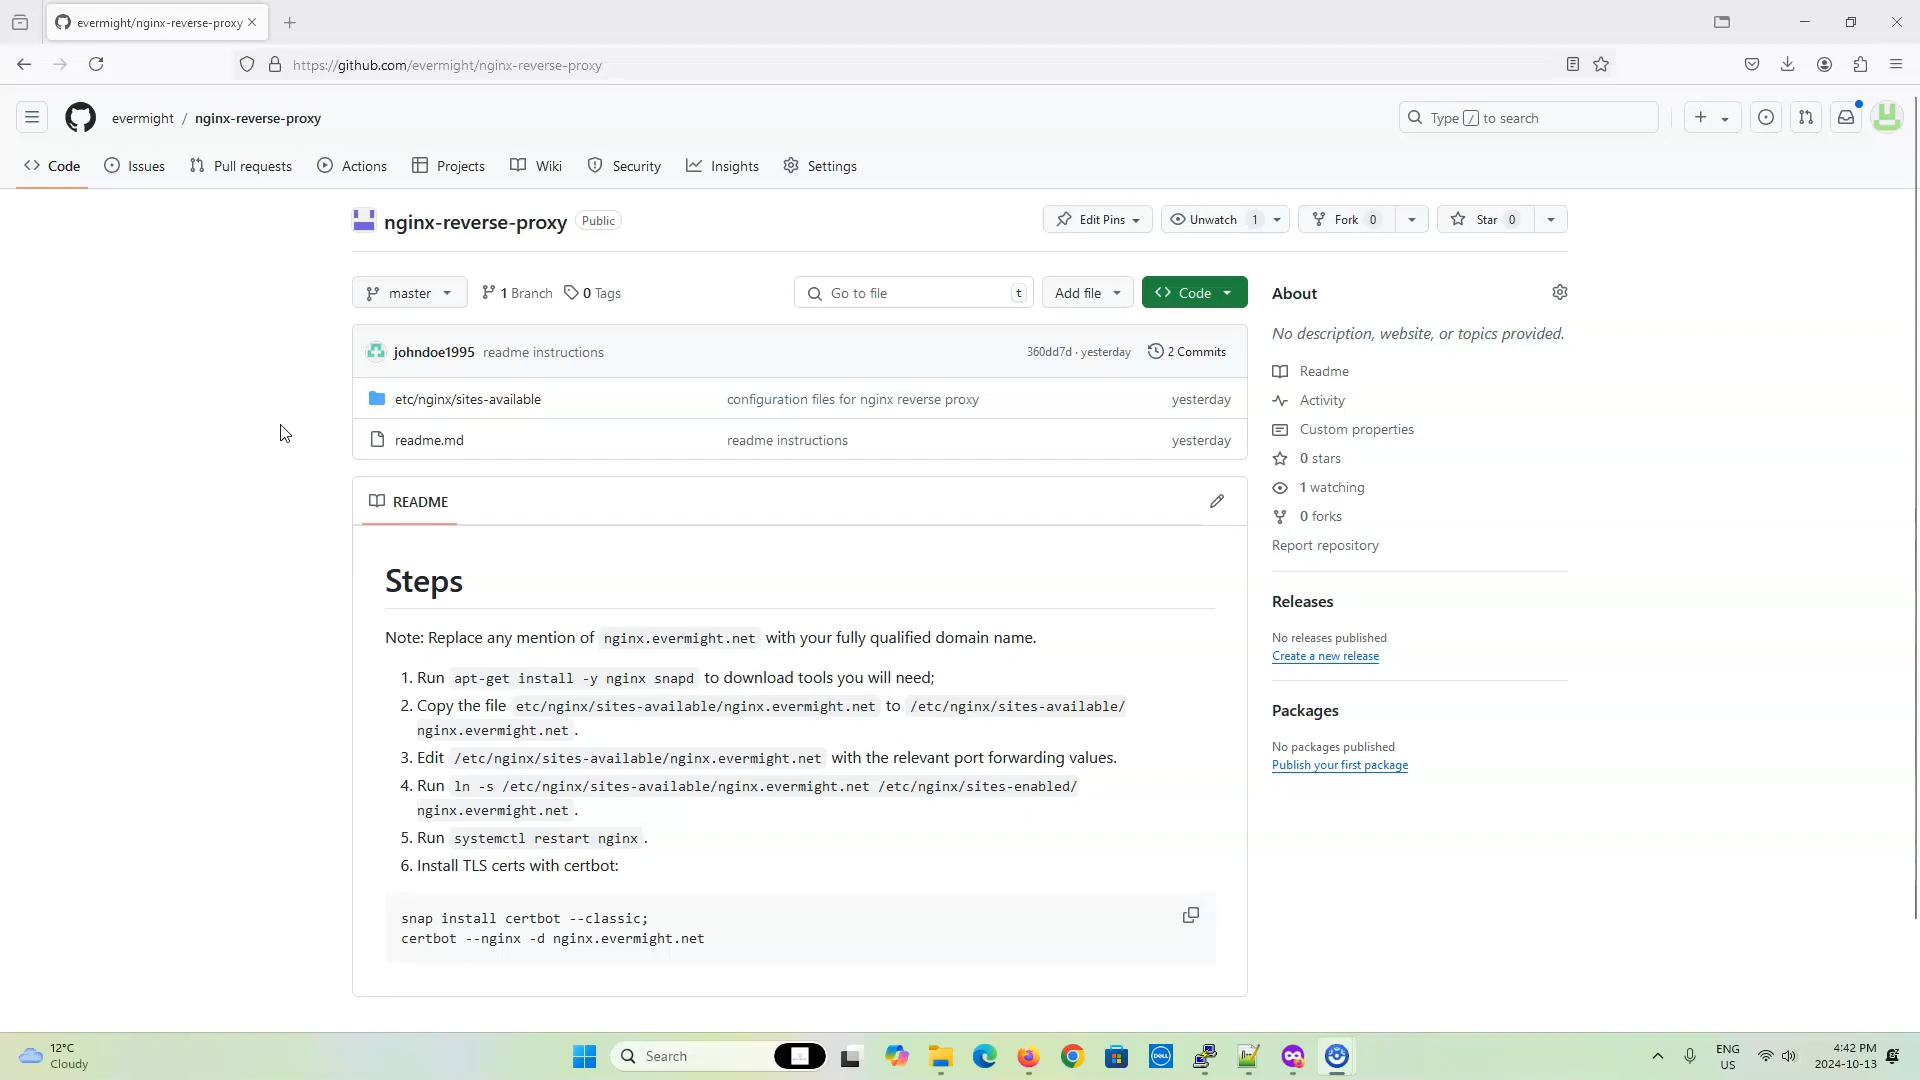 evermight/nginx-reverse-proxy
https://github.com/evermight/nginx-reverse-proxy
evermight / nginx-reverse-proxy
Type / to search
Code
Issues
Pull requests
Actions
Projects
Wiki
Security
Insights
Settings
nginx-reverse-proxy Public
Edit Pins
Unwatch 1
Fork 0
Star 0
master
1 Branch
0 Tags
Go to file t
Add file
Code
johndoe1995 readme instructions 360dd7d · yesterday 2 Commits
etc/nginx/sites-available configuration files for nginx reverse proxy yesterday
readme.md readme instructions yesterday
README
Steps
Note: Replace any mention of nginx.evermight.net with your fully qualified domain name.
1. Run apt-get install -y nginx snapd to download tools you will need;
2. Copy the file etc/nginx/sites-available/nginx.evermight.net to /etc/nginx/sites-available/
nginx.evermight.net .
3. Edit /etc/nginx/sites-available/nginx.evermight.net with the relevant port forwarding values.
4. Run ln -s /etc/nginx/sites-available/nginx.evermight.net /etc/nginx/sites-enabled/
nginx.evermight.net .
5. Run systemctl restart nginx .
6. Install TLS certs with certbot:
snap install certbot --classic;
certbot --nginx -d nginx.evermight.net
About
No description, website, or topics provided.
Readme
Activity
Custom properties
0 stars
1 watching
0 forks
Report repository
Releases
No releases published
Create a new release
Packages
No packages published
Publish your first package
12°C
Cloudy
Search
DELL
ENG
US
4:42 PM
2024-10-13